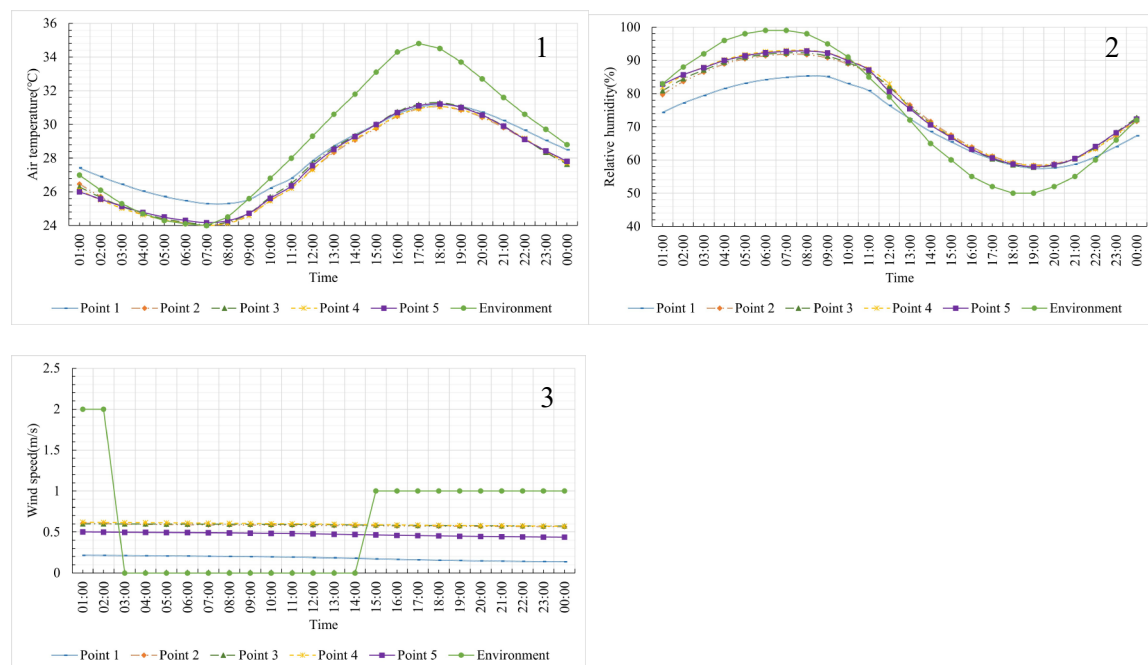 1
Air temperature(°C)
36
34
32
30
28
26
24
01:00 02:00 03:00 04:00 05:00 06:00 07:00 08:00 09:00 10:00 11:00 12:00 13:00 14:00 15:00 16:00 17:00 18:00 19:00 20:00 21:00 22:00 23:00 00:00
Time
Point 1 Point 2 Point 3 Point 4 Point 5 Environment
2
Relative humidity(%)
100
90
80
70
60
50
40
01:00 02:00 03:00 04:00 05:00 06:00 07:00 08:00 09:00 10:00 11:00 12:00 13:00 14:00 15:00 16:00 17:00 18:00 19:00 20:00 21:00 22:00 23:00 00:00
Time
Point 1 Point 2 Point 3 Point 4 Point 5 Environment
3
Wind speed(m/s)
2.5
2
1.5
1
0.5
0
01:00 02:00 03:00 04:00 05:00 06:00 07:00 08:00 09:00 10:00 11:00 12:00 13:00 14:00 15:00 16:00 17:00 18:00 19:00 20:00 21:00 22:00 23:00 00:00
Time
Point 1 Point 2 Point 3 Point 4 Point 5 Environment